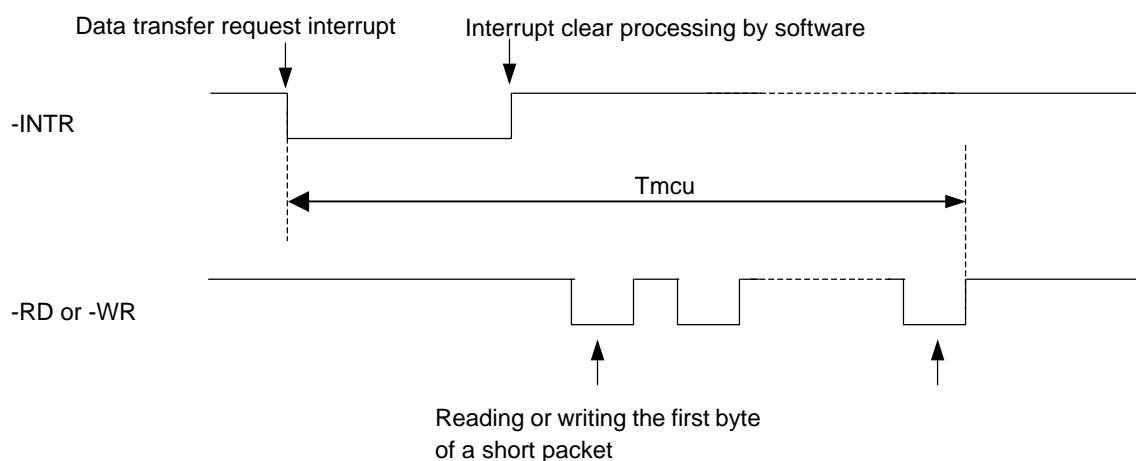 Data transfer request interrupt
Interrupt clear processing by software
-INTR
Tmcu
-RD or -WR
Reading or writing the first byte
of a short packet